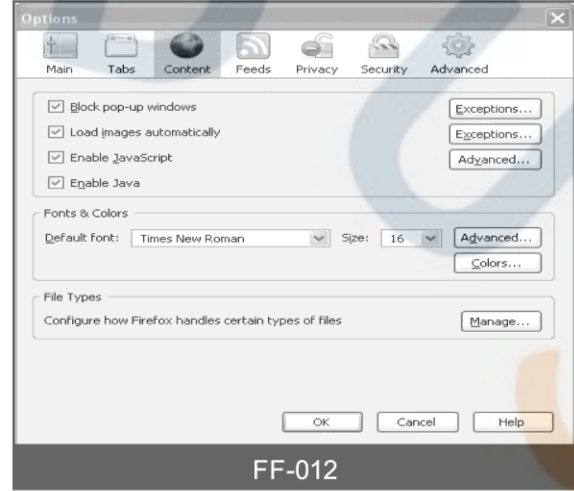 Options
Main Tabs Content Feeds Privacy Security Advanced
Block pop-up windows Exceptions...
Load images automatically Exceptions...
Enable JavaScript Advanced...
Enable Java
Fonts & Colors
Default font: Times New Roman Size: 16 Advanced...
Colors...
File Types
Configure how Firefox handles certain types of files Manage...
OK Cancel Help
FF-012